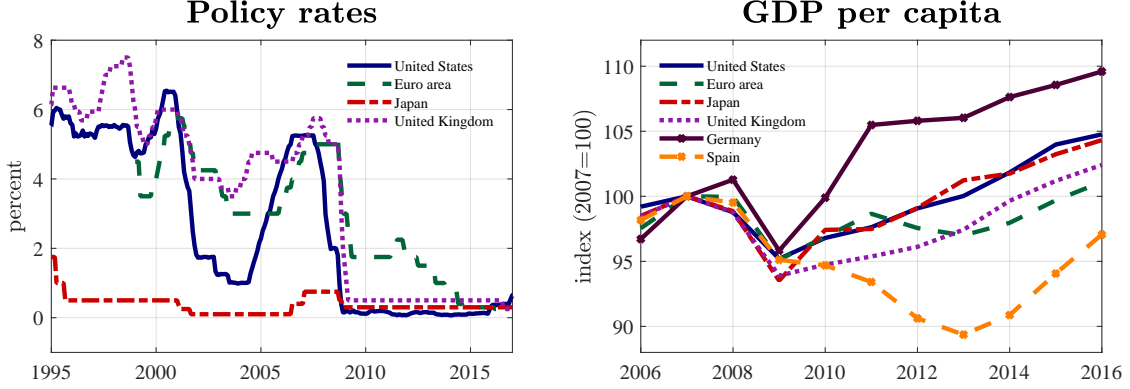 Policy rates
percent
8
6
4
2
0
1995 2000 2005 2010 2015
United States
Euro area
Japan
United Kingdom
GDP per capita
index (2007=100)
110
105
100
95
90
2006 2008 2010 2012 2014 2016
United States
Euro area
Japan
United Kingdom
Germany
Spain